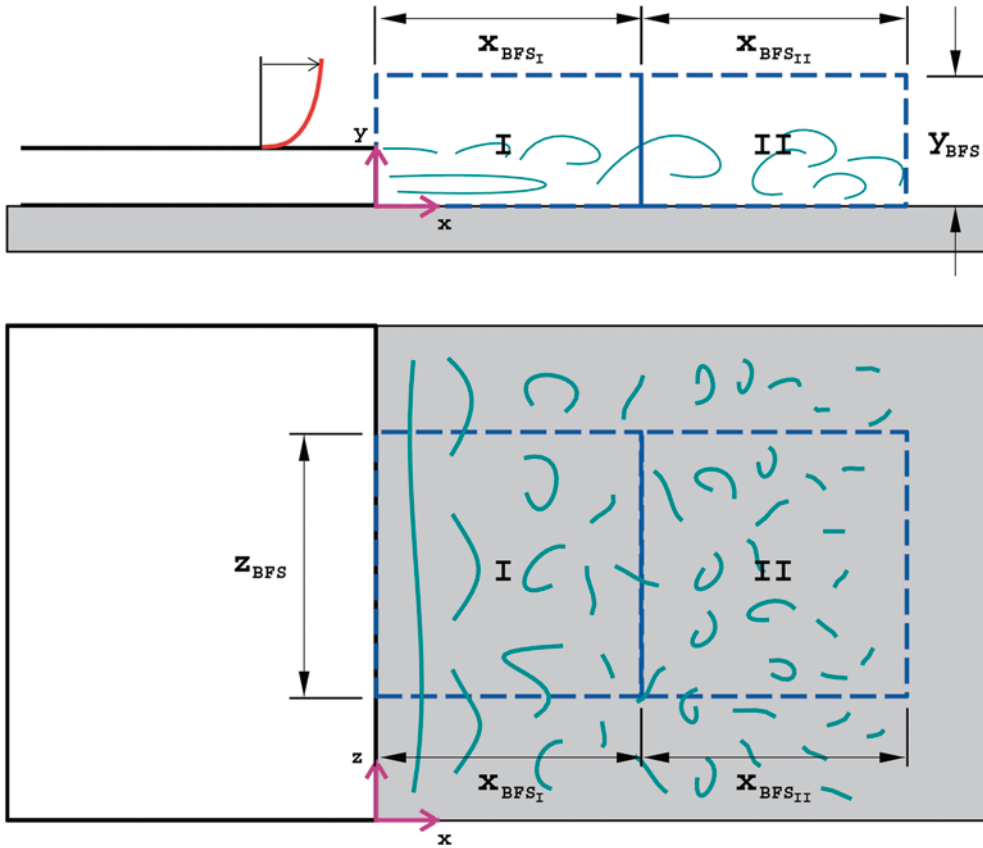 x_BFS_I x_BFS_II
y I II y_BFS
x
z_BFS I II
z x_BFS_I x_BFS_II
x